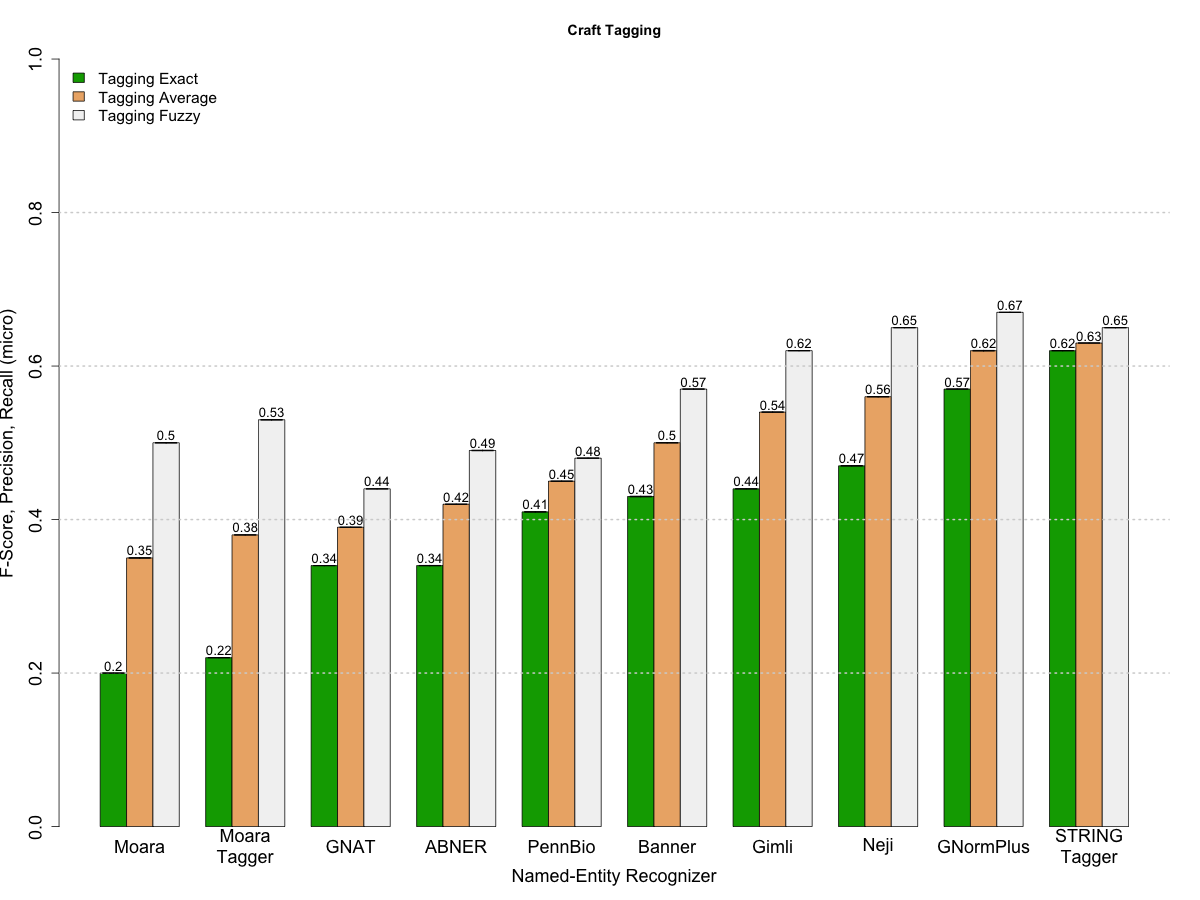 Craft Tagging
Tagging Exact
Tagging Average
Tagging Fuzzy
F-Score, Precision, Recall (micro)
1.0
0.8
0.6
0.4
0.2
0.0
0.2 0.35 0.5
0.22 0.38 0.53
0.34 0.39 0.44
0.34 0.42 0.49
0.41 0.45 0.48
0.43 0.5 0.57
0.44 0.54 0.62
0.47 0.56 0.65
0.57 0.62 0.67
0.62 0.63 0.65
Moara
Moara
Tagger
GNAT
ABNER
PennBio
Banner
Gimli
Neji
GNormPlus
STRING
Tagger
Named-Entity Recognizer